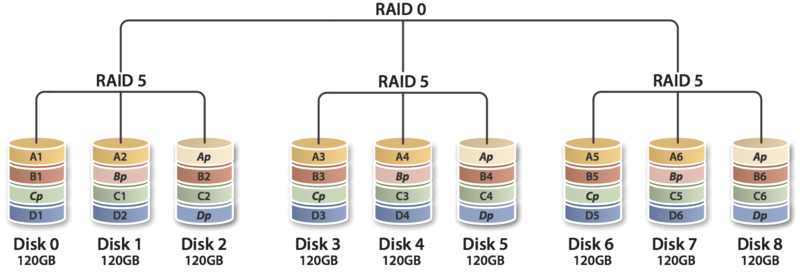 RAID 0
RAID 5 RAID 5 RAID 5
A1 A2 Ap A3 A4 Ap A5 A6 Ap
B1 Bp B2 B3 Bp B4 B5 Bp B6
Cp C1 C2 Cp C3 C4 Cp C5 C6
D1 D2 Dp D3 D4 Dp D5 D6 Dp
Disk 0 Disk 1 Disk 2 Disk 3 Disk 4 Disk 5 Disk 6 Disk 7 Disk 8
120GB 120GB 120GB 120GB 120GB 120GB 120GB 120GB 120GB